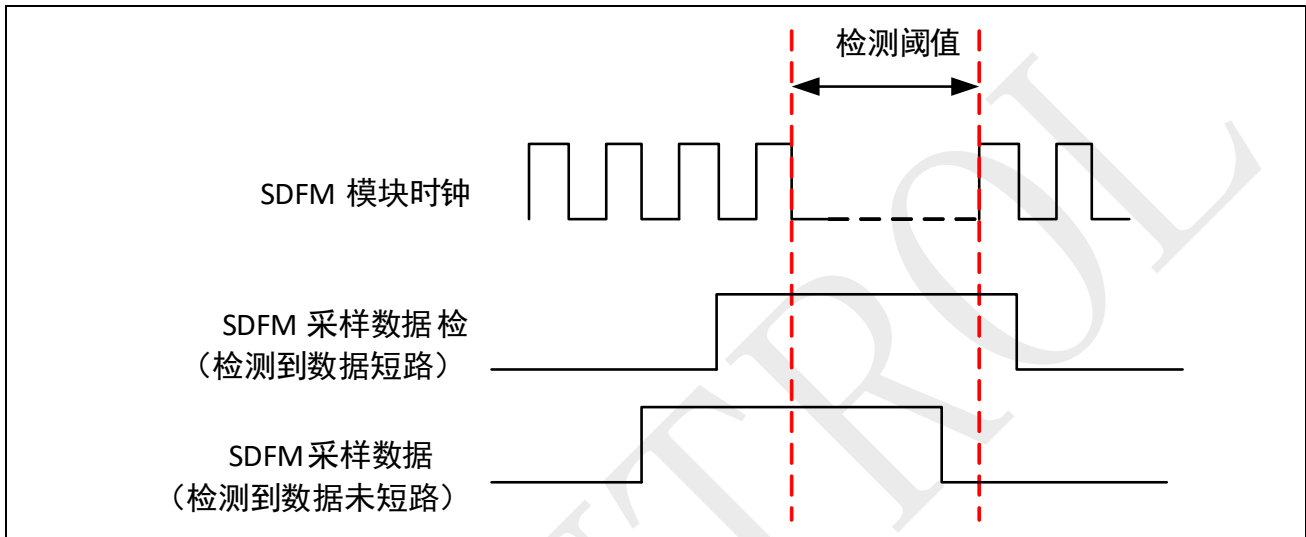 检测阈值
SDFM 模块时钟
SDFM 采样数据 检
（检测到数据短路）
SDFM采样数据
（检测到数据未短路）
NTROL